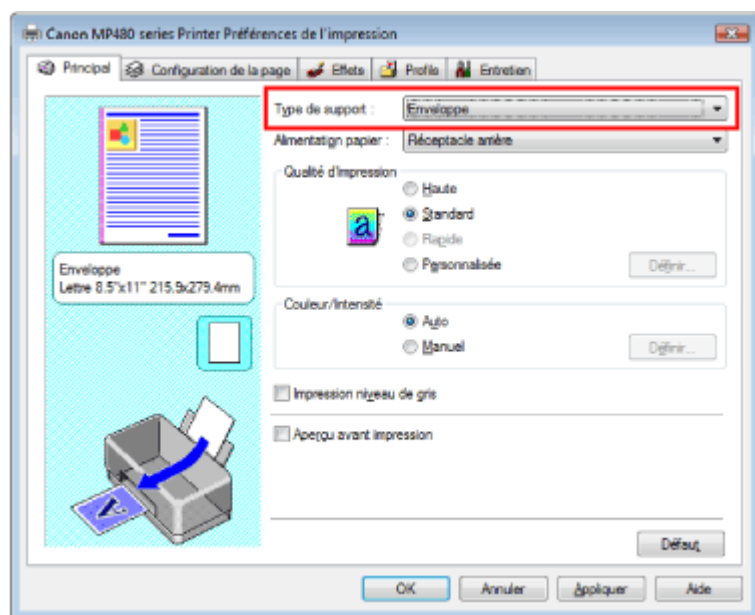 Canon MP480 series Printer Préférences de l'impression
Principal Configuration de la page Effets Profils Entretien
Type de support : Enveloppe
Alimentation papier : Réceptacle arrière
Qualité d'impression
Haute
Standard
Rapide
Personnalisée
Définir...
Enveloppe
Lettre 8.5"x11" 215.9x279.4mm
Couleur/Intensité
Auto
Manuel
Définir...
Impression niveau de gris
Aperçu avant impression
Défaut
OK Annuler Appliquer Aide